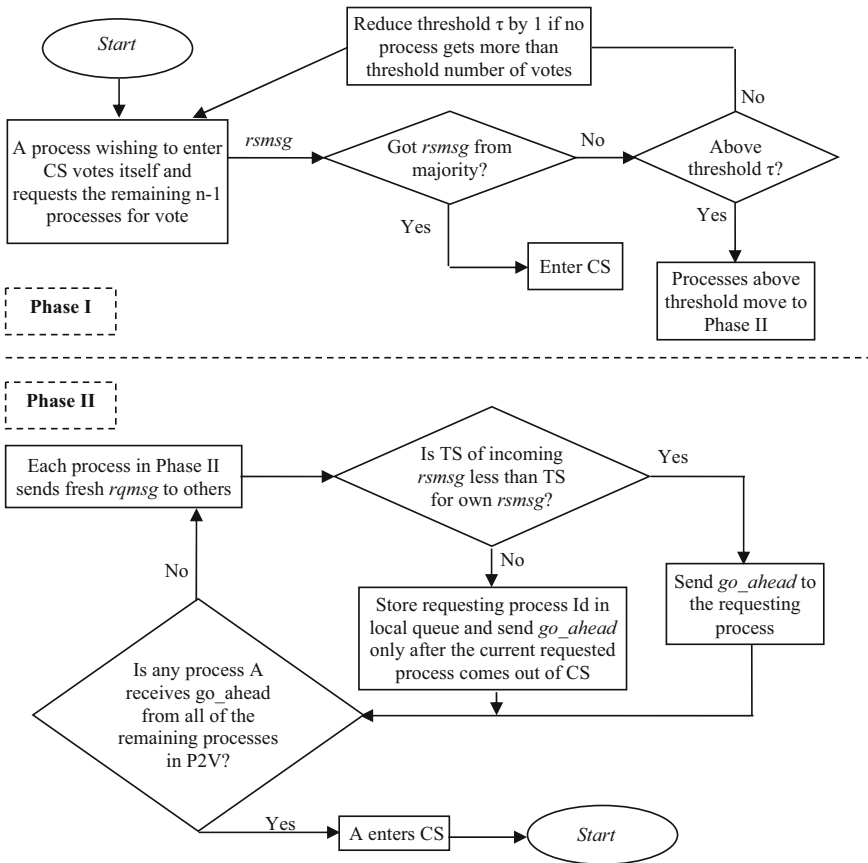 Start
Reduce threshold τ by 1 if no
process gets more than
threshold number of votes
A process wishing to enter
CS votes itself and
requests the remaining n-1
processes for vote
rsmsg
Got rsmsg from
majority?
No
Above
threshold τ?
No
Yes
Enter CS
Yes
Processes above
threshold move to
Phase II
Phase I
Phase II
Each process in Phase II
sends fresh rqmsg to others
Is TS of incoming
rsmsg less than TS
for own rsmsg?
Yes
No
Send go_ahead to
the requesting
process
Store requesting process Id in
local queue and send go_ahead
only after the current requested
process comes out of CS
No
Is any process A
receives go_ahead
from all of the
remaining processes
in P2V?
Yes
A enters CS
Start